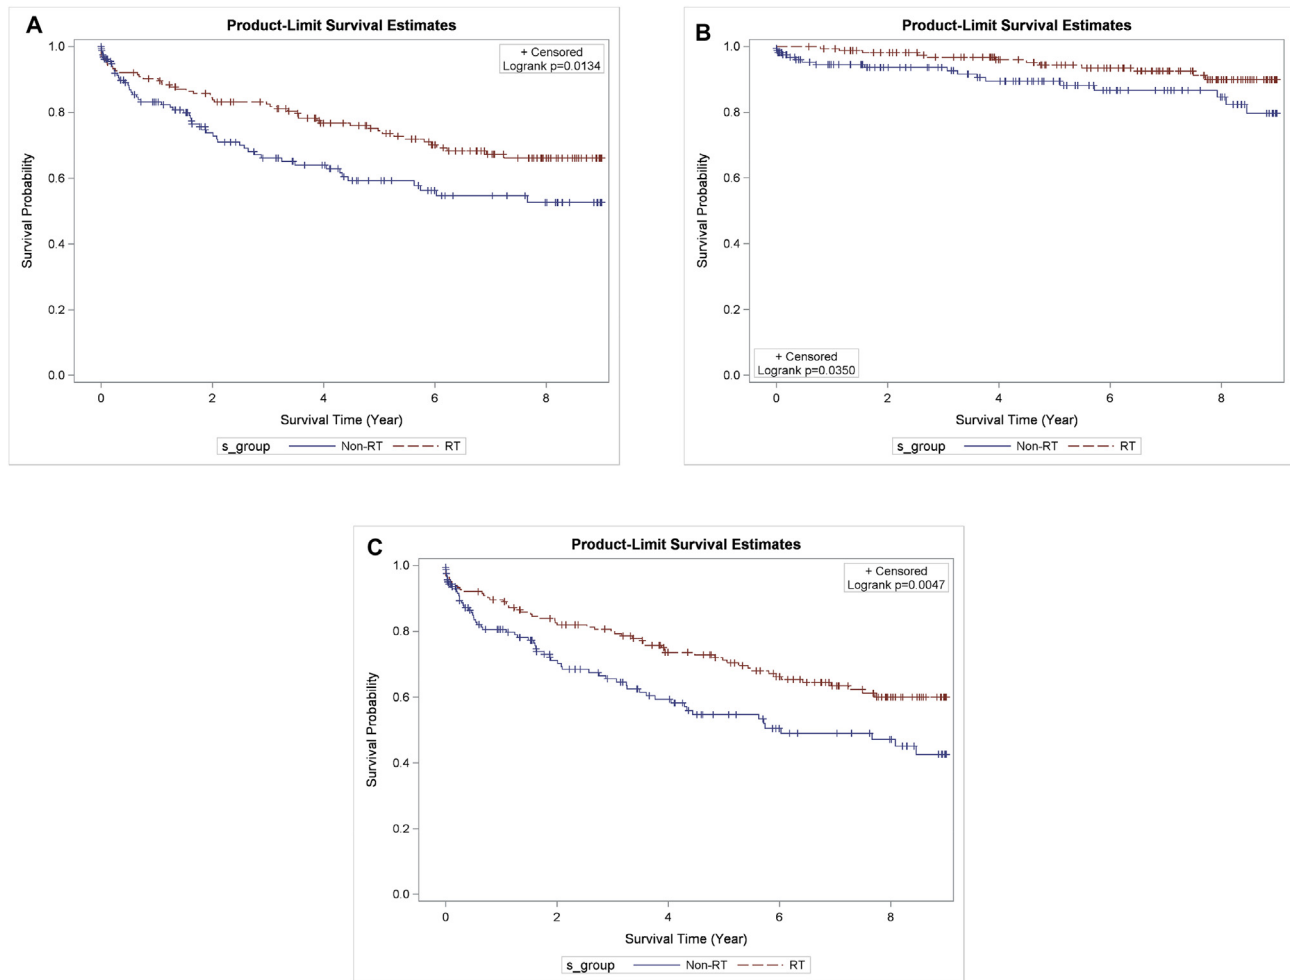 A
Product-Limit Survival Estimates
+ Censored
Logrank p=0.0134
1.0
0.8
0.6
0.4
0.2
0.0
Survival Probability
0 2 4 6 8
Survival Time (Year)
s_group Non-RT RT
B
Product-Limit Survival Estimates
1.0
0.8
0.6
0.4
0.2
0.0
Survival Probability
+ Censored
Logrank p=0.0350
0 2 4 6 8
Survival Time (Year)
s_group Non-RT RT
C
Product-Limit Survival Estimates
+ Censored
Logrank p=0.0047
1.0
0.8
0.6
0.4
0.2
0.0
Survival Probability
0 2 4 6 8
Survival Time (Year)
s_group Non-RT RT